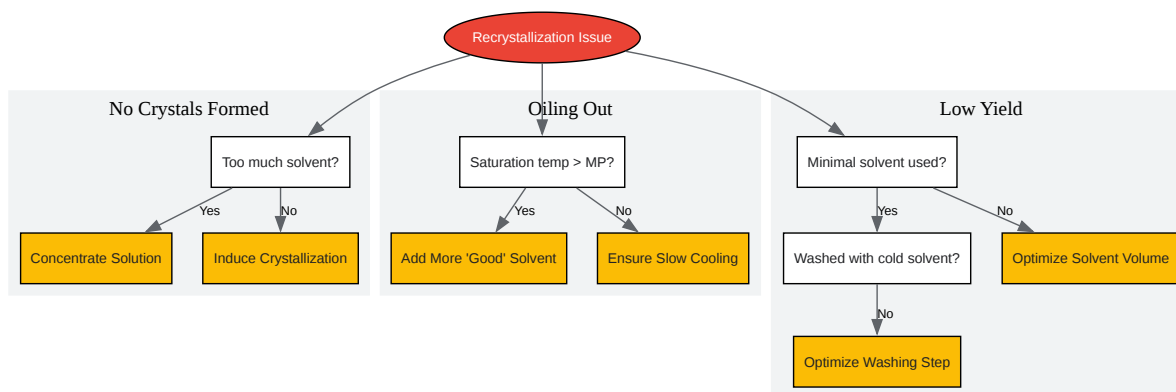 Recrystallization Issue
No Crystals Formed
Oiling Out
Low Yield
Too much solvent?
Saturation temp > MP?
Minimal solvent used?
Yes
No
Yes
No
Yes
No
Concentrate Solution
Induce Crystallization
Add More 'Good' Solvent
Ensure Slow Cooling
Washed with cold solvent?
Optimize Solvent Volume
No
Optimize Washing Step